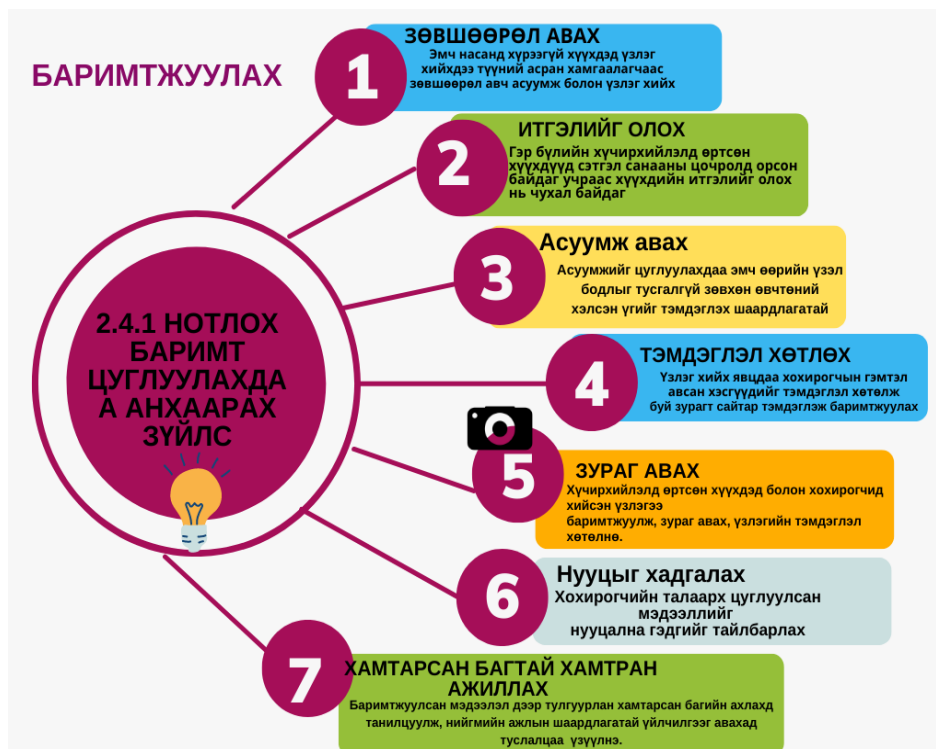 БАРИМТЖУУЛАХ
2.4.1 НОТЛОХ
БАРИМТ
ЦУГЛУУЛАХДА
А АНХААРАХ
ЗҮЙЛС
1
ЗӨВШӨӨРӨЛ АВАХ
Эмч насанд хүрээгүй хүүхдэд үзлэг
хийхдээ түүний асран хамгаалагчаас
зөвшөөрөл авч асуумж болон үзлэг хийх
2
ИТГЭЛИЙГ ОЛОХ
Гэр бүлийн хүчирхийлэлд өртсөн
хүүхдүүд сэтгэл санааны цочролд орсон
байдаг учраас хүүхдийн итгэлийг олох
нь чухал байдаг
3
Асуумж авах
Асуумжийг цуглуулахдаа эмч өөрийн үзэл
бодлыг тусгалгүй зөвхөн өвчтөний
хэлсэн үгийг тэмдэглэх шаардлагатай
4
ТЭМДЭГЛЭЛ ХӨТЛӨХ
Үзлэг хийх явцдаа хохирогчын гэмтэл
авсан хэсгүүдийг тэмдэглэл хөтөлж
буй зурагт сайтар тэмдэглэж баримтжуулах
5
ЗУРАГ АВАХ
Хүчирхийлэлд өртсөн хүүхдэд болон хохирогчид
хийсэн үзлэгээ
баримтжуулж, зураг авах, үзлэгийн тэмдэглэл
хөтөлнө.
6
Нууцыг хадгалах
Хохирогчийн талаарх цуглуулсан
мэдээллийг
нууцална гэдгийг тайлбарлах
7
ХАМТАРСАН БАГТАЙ ХАМТРАН
АЖИЛЛАХ
Баримтжуулсан мэдээлэл дээр тулгуурлан хамтарсан багийн ахлахд
танилцуулж, нийгмийн ажлын шаардлагатай үйлчилгээг авахад
туслалцаа үзүүлнэ.